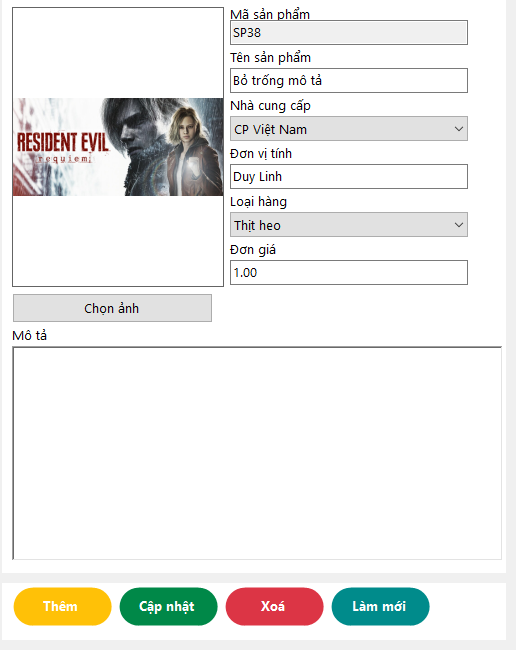 Mã sản phẩm
SP38
Tên sản phẩm
Bỏ trống mô tả
Nhà cung cấp
CP Việt Nam
Đơn vị tính
Duy Linh
Loại hàng
Thịt heo
Đơn giá
1.00
RESIDENT EVIL
requiem
Chọn ảnh
Mô tả
Thêm
Cập nhật
Xoá
Làm mới